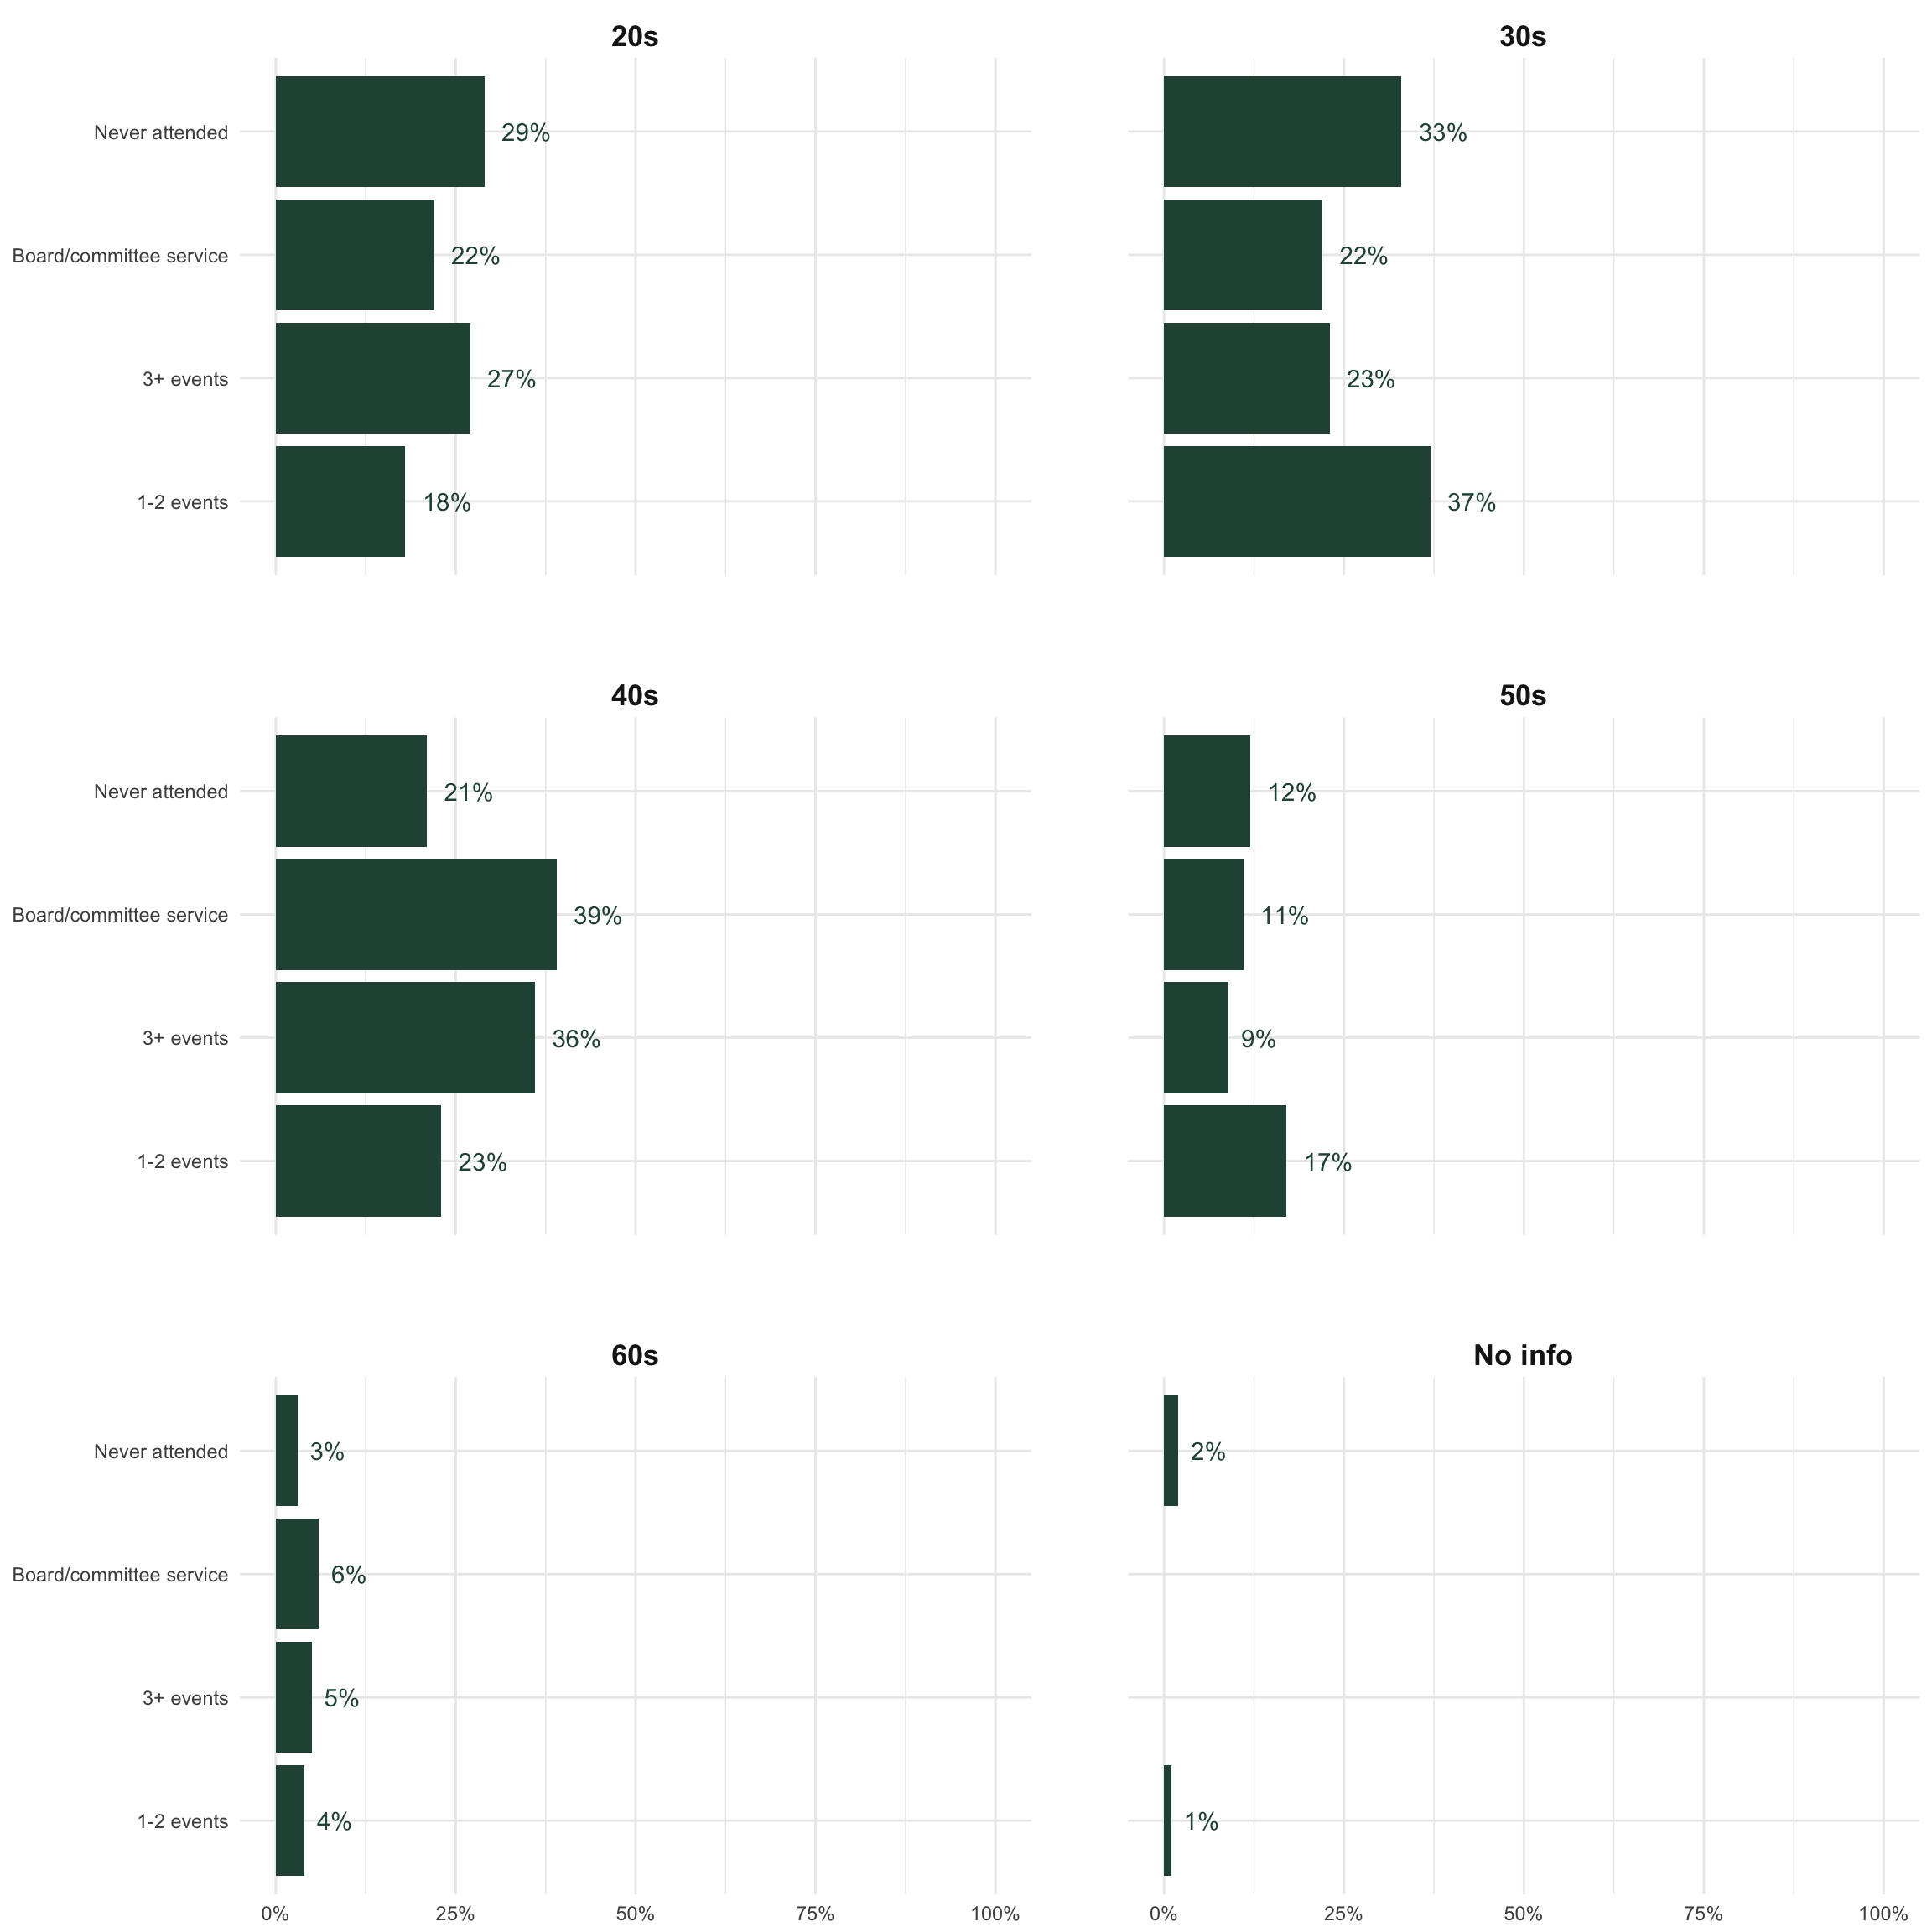 20s
30s
Never attended 29% 33%
Board/committee service 22% 22%
3+ events 27% 23%
1-2 events 18% 37%
40s
50s
Never attended 21% 12%
Board/committee service 39% 11%
3+ events 36% 9%
1-2 events 23% 17%
60s
No info
Never attended 3% 2%
Board/committee service 6%
3+ events 5%
1-2 events 4% 1%
0% 25% 50% 75% 100%
0% 25% 50% 75% 100%